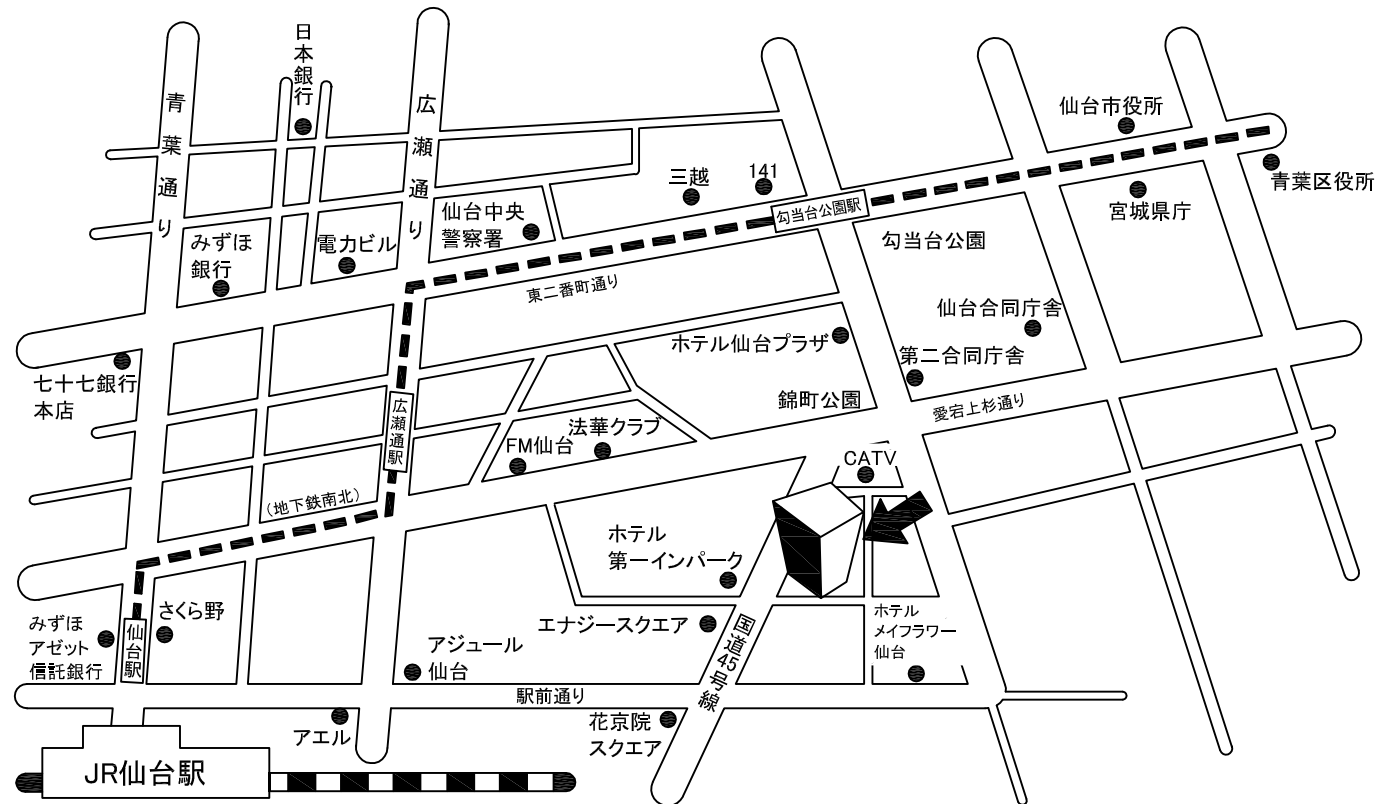 日本銀行
青葉通り
広瀬通り
仙台市役所
青葉区役所
三越
141
宮城県庁
仙台中央
警察署
勾当台公園駅
勾当台公園
みずほ
銀行
電力ビル
東二番町通り
仙台合同庁舎
ホテル仙台プラザ
第二合同庁舎
七十七銀行
本店
広瀬通駅
錦町公園
愛宕上杉通り
法華クラブ
FM仙台
CATV
(地下鉄南北)
ホテル
第一インパーク
さくら野
みずほ
アゼット
信託銀行
仙台駅
エナジースクエア
国道45号線
ホテル
メイフラワー
仙台
アジュール
仙台
駅前通り
アエル
花京院
スクエア
JR仙台駅